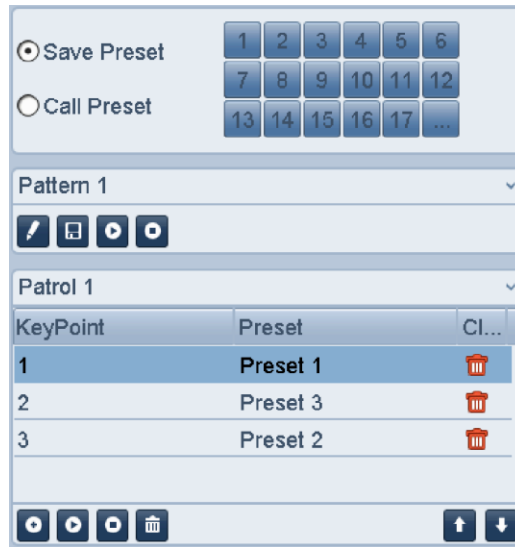 Save Preset
Call Preset
1 2 3 4 5 6
7 8 9 10 11 12
13 14 15 16 17 ...
Pattern 1
Patrol 1
KeyPoint Preset Cl...
1 Preset 1
2 Preset 3
3 Preset 2